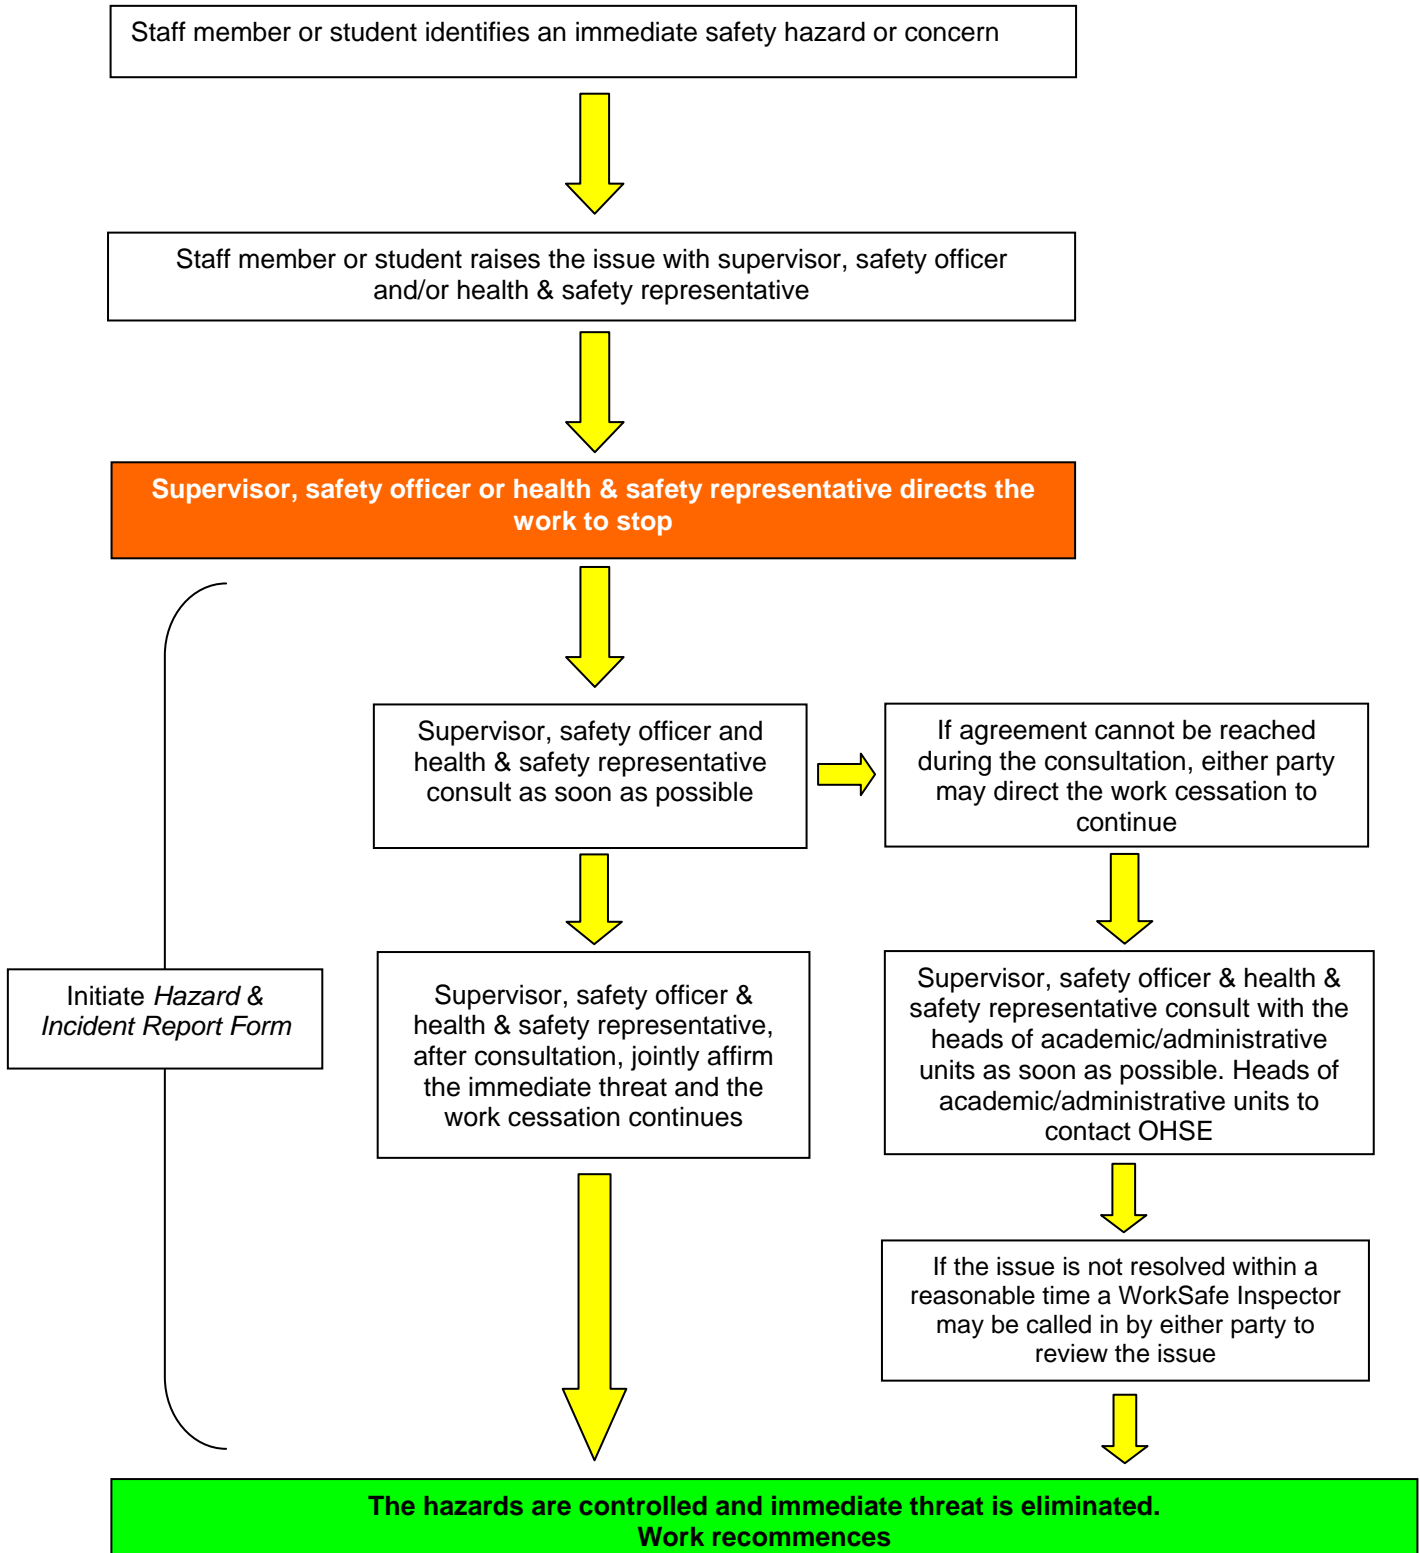 Staff member or student identifies an immediate safety hazard or concern
Staff member or student raises the issue with supervisor, safety officer
and/or health & safety representative
Supervisor, safety officer or health & safety representative directs the
work to stop
Supervisor, safety officer and
health & safety representative
consult as soon as possible
If agreement cannot be reached
during the consultation, either party
may direct the work cessation to
continue
Initiate Hazard &
Incident Report Form
Supervisor, safety officer &
health & safety representative,
after consultation, jointly affirm
the immediate threat and the
work cessation continues
Supervisor, safety officer & health &
safety representative consult with the
heads of academic/administrative
units as soon as possible. Heads of
academic/administrative units to
contact OHSE
If the issue is not resolved within a
reasonable time a WorkSafe Inspector
may be called in by either party to
review the issue
The hazards are controlled and immediate threat is eliminated.
Work recommences